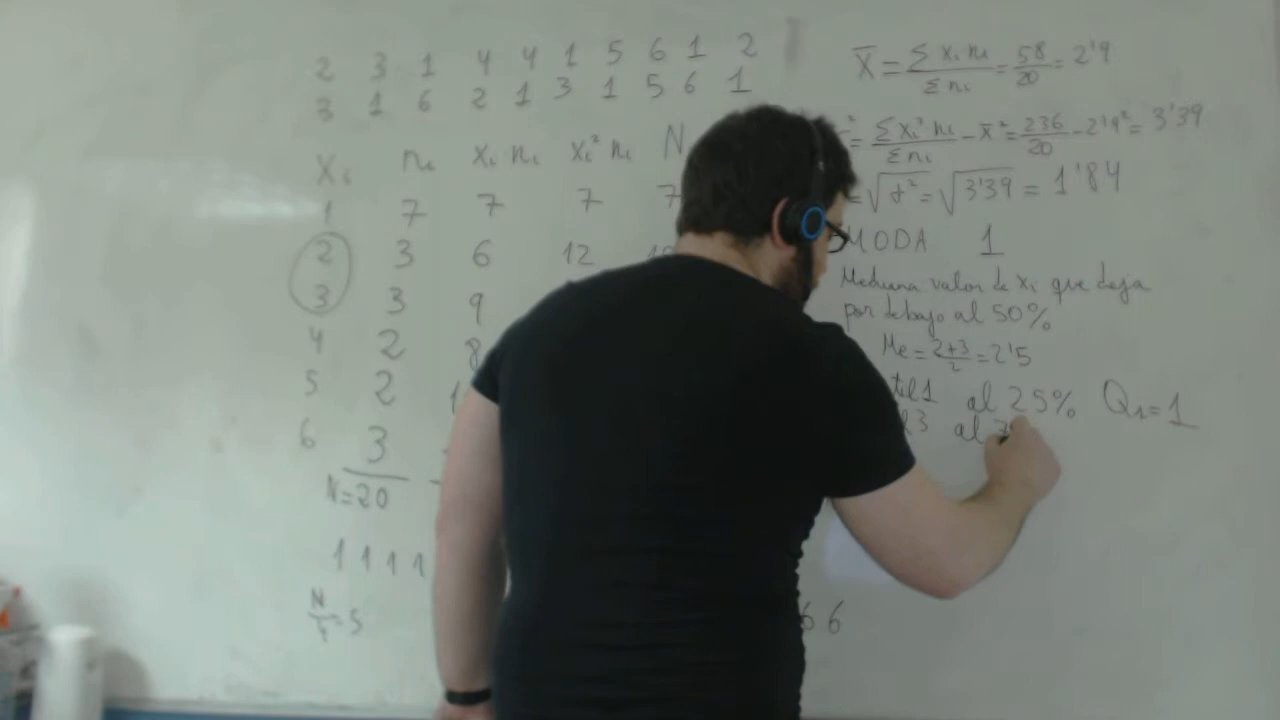 2 3 1 4 4 1 5 6 1 2
3 1 6 2 1 3 1 5 6 1
Xi ni Xi ni Xi² ni N
1 7 7 7 7
2 3 6 12
3 3 9
4 2 8
5 2 1
6 3
N=20
1 1 1 1
N = 5
6 6
X̄ = Σ Xi ni / Σ ni = 58/20 = 2'9
² = Σ Xi² ni / Σ ni - X̄² = 236/20 - 2'9² = 3'39
= √σ² = √3'39 = 1'84
MODA 1
Mediana valor de Xi que deja
por debajo al 50%
Me = 2+3/2 = 2'5
til 1 al 25% Q1=1
l 3 al 7